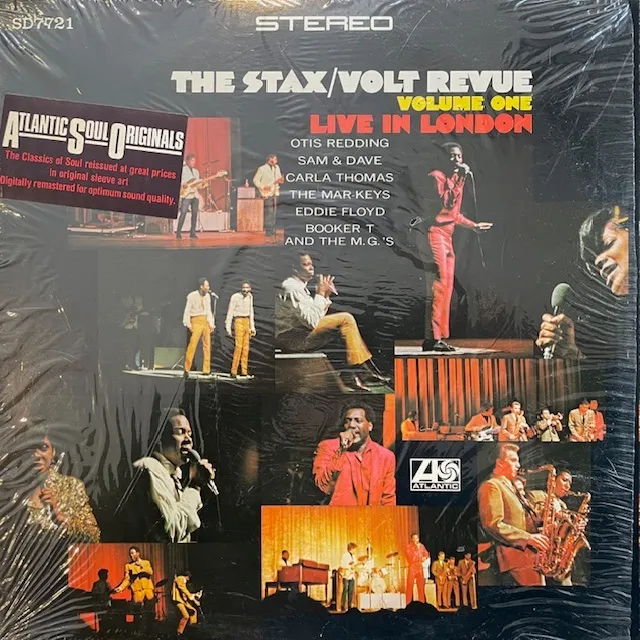 SD7721
STEREO
THE STAX/VOLT REVUE
VOLUME ONE
LIVE IN LONDON
OTIS REDDING
SAM & DAVE
CARLA THOMAS
THE MAR-KEYS
EDDIE FLOYD
BOOKER T
AND THE M.G.'S
ATLANTIC SOUL ORIGINALS
The Classics of Soul reissued at great prices
in original sleeve art
Digitally remastered for optimum sound quality.
ATLANTIC